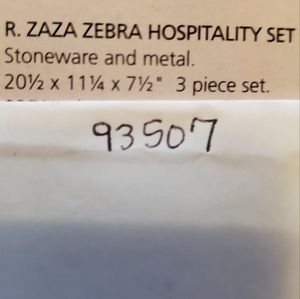 R. ZAZA ZEBRA HOSPITALITY SET
Stoneware and metal.
20½ x 11¼ x 7½" 3 piece set.
93507